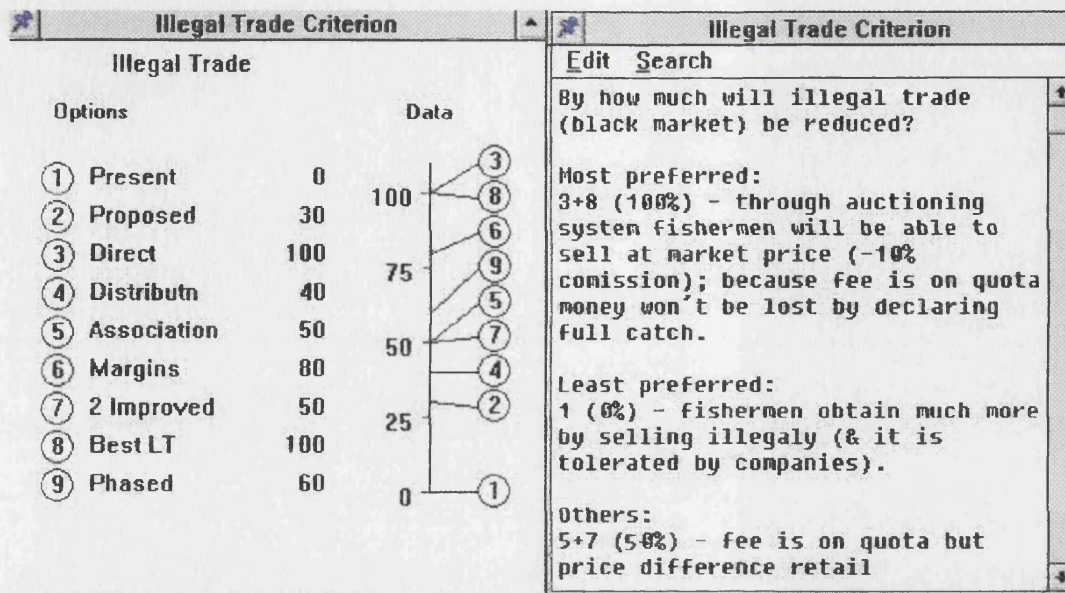 Illegal Trade Criterion
Illegal Trade
Options Data
1 Present 0
2 Proposed 30
3 Direct 100
4 Distributn 40
5 Association 50
6 Margins 80
7 2 Improved 50
8 Best LT 100
9 Phased 60
100
75
50
25
0
3
8
6
9
5
7
4
2
1
Illegal Trade Criterion
Edit Search
By how much will illegal trade
(black market) be reduced?
Most preferred:
3+8 (100%) - through auctioning
system fishermen will be able to
sell at market price (-10%
comission); because fee is on quota
money won't be lost by declaring
full catch.
Least preferred:
1 (0%) - fishermen obtain much more
by selling illegaly (& it is
tolerated by companies).
Others:
5+7 (50%) - fee is on quota but
price difference retail